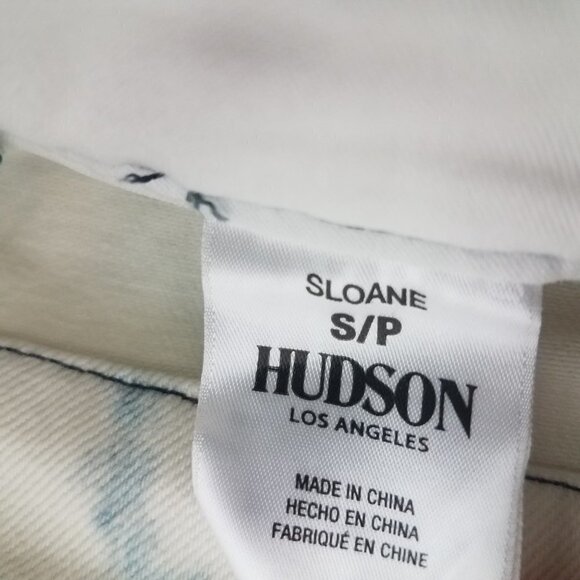 SLOANE
S/P
HUDSON
LOS ANGELES
MADE IN CHINA
HECHO EN CHINA
FABRIQUÉ EN CHINE